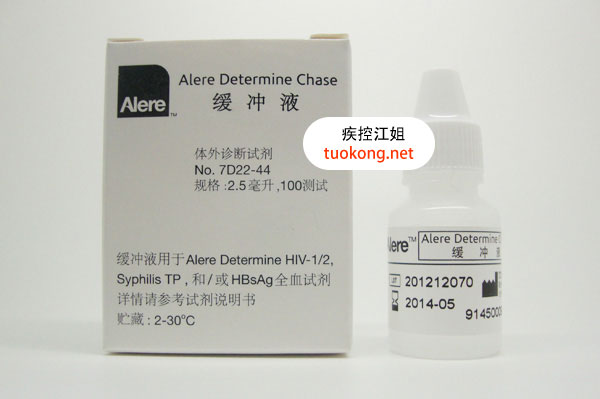 Alere™
Alere Determine Chase
缓冲液
体外诊断试剂
No. 7D22-44
规格:2.5毫升,100测试
缓冲液用于Alere Determine HIV-1/2,
Syphilis TP,和/或HBsAg全血试剂
详情请参考试剂说明书
贮藏:2-30℃
疾控江姐
tuokong.net
Alere™
Alere Determine
缓 冲
LOT 201212070
2014-05